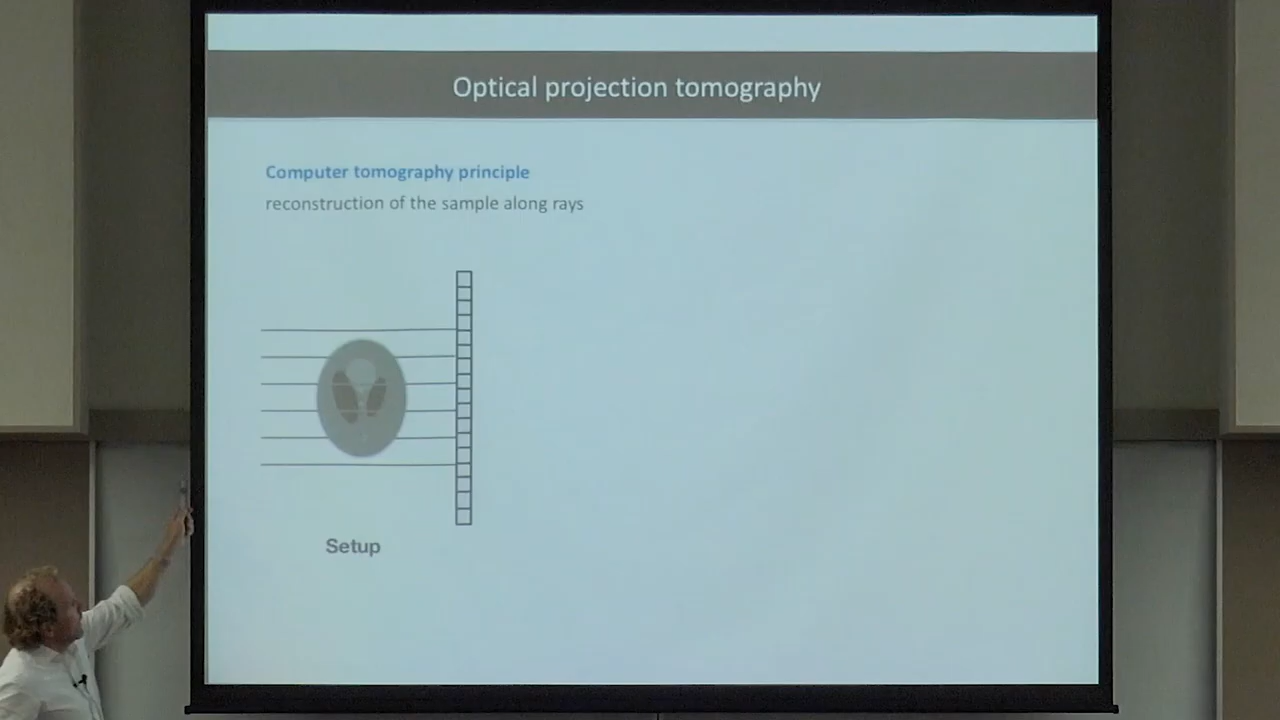 Optical projection tomography
Computer tomography principle
reconstruction of the sample along rays
Setup